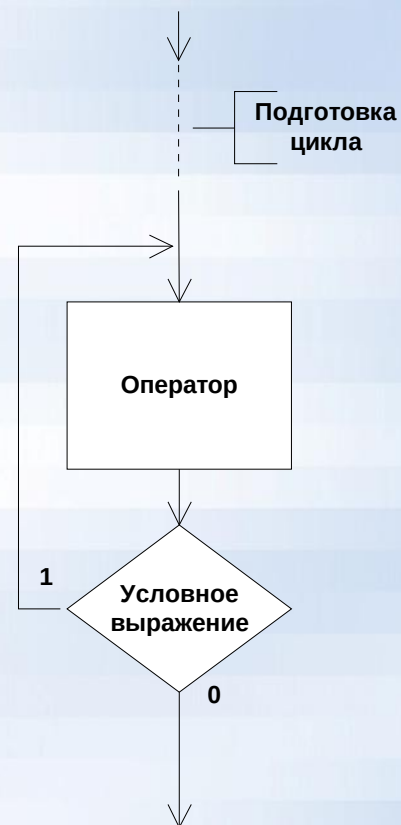 Подготовка
цикла
Оператор
1
Условное
выражение
0